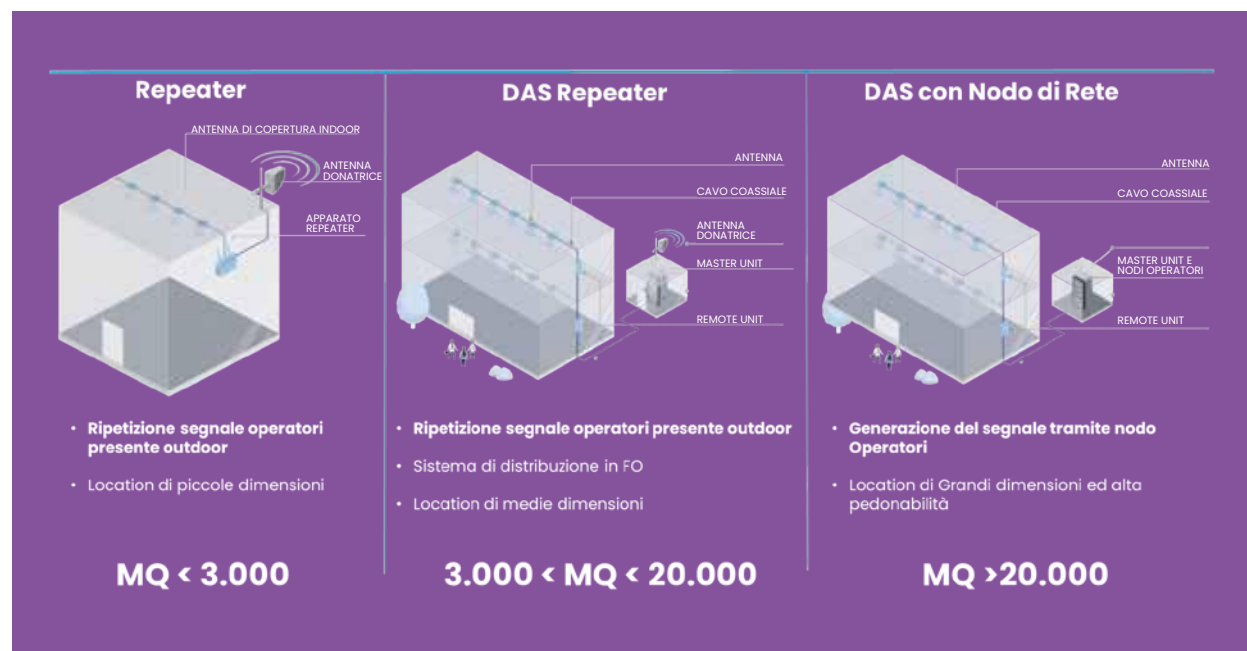 Repeater
ANTENNA DI COPERTURA INDOOR
ANTENNA
DONATRICE
APPARATO
REPEATER
• Ripetizione segnale operatori
presente outdoor
• Location di piccole dimensioni
MQ < 3.000
DAS Repeater
ANTENNA
CAVO COASSIALE
ANTENNA
DONATRICE
MASTER UNIT
REMOTE UNIT
• Ripetizione segnale operatori presente outdoor
• Sistema di distribuzione in FO
• Location di medie dimensioni
3.000 < MQ < 20.000
DAS con Nodo di Rete
ANTENNA
CAVO COASSIALE
MASTER UNIT E
NODI OPERATORI
REMOTE UNIT
• Generazione del segnale tramite nodo
Operatori
• Location di Grandi dimensioni ed alta
pedonabilità
MQ >20.000